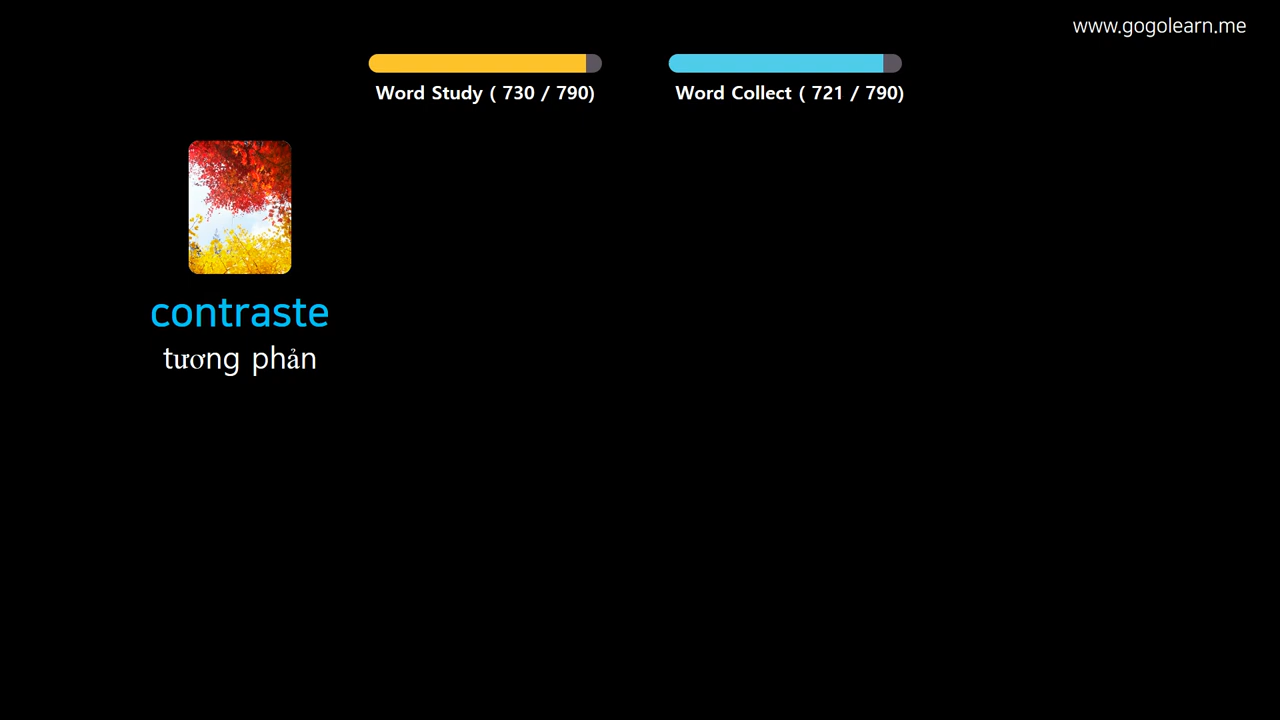 www.gogolearn.me
Word Study ( 730 / 790)
Word Collect ( 721 / 790)
contraste
tương phản